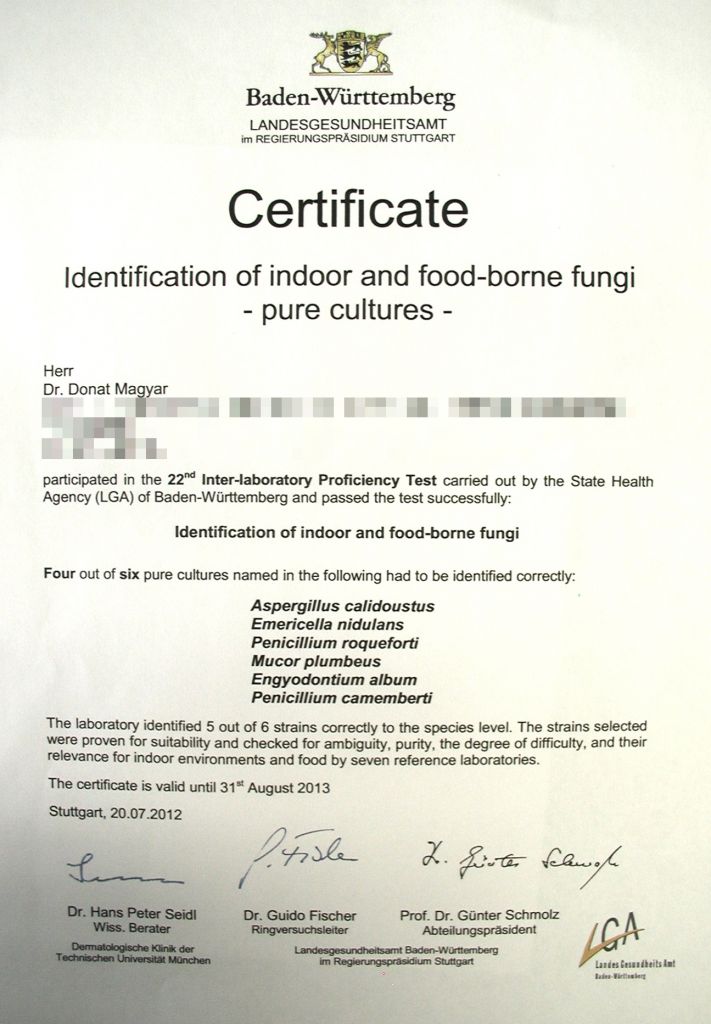 Baden-Württemberg
LANDESGESUNDHEITSAMT
im REGIERUNGSPRÄSIDIUM STUTTGART
Certificate
Identification of indoor and food-borne fungi
- pure cultures -
Herr
Dr. Donat Magyar
participated in the 22nd Inter-laboratory Proficiency Test carried out by the State Health
Agency (LGA) of Baden-Württemberg and passed the test successfully:
Identification of indoor and food-borne fungi
Four out of six pure cultures named in the following had to be identified correctly:
Aspergillus calidoustus
Emericella nidulans
Penicillium roqueforti
Mucor plumbeus
Engyodontium album
Penicillium camemberti
The laboratory identified 5 out of 6 strains correctly to the species level. The strains selected
were proven for suitability and checked for ambiguity, purity, the degree of difficulty, and their
relevance for indoor environments and food by seven reference laboratories.
The certificate is valid until 31st August 2013
Stuttgart, 20.07.2012
Dr. Hans Peter Seidl
Wiss. Berater
Dermatologische Klinik der
Technischen Universität München
Dr. Guido Fischer
Ringversuchsleiter
Prof. Dr. Günter Schmolz
Abteilungspräsident
Landesgesundheitsamt Baden-Württemberg
im Regierungspräsidium Stuttgart
LGA
Landes Gesundheits Amt
Baden-Württemberg